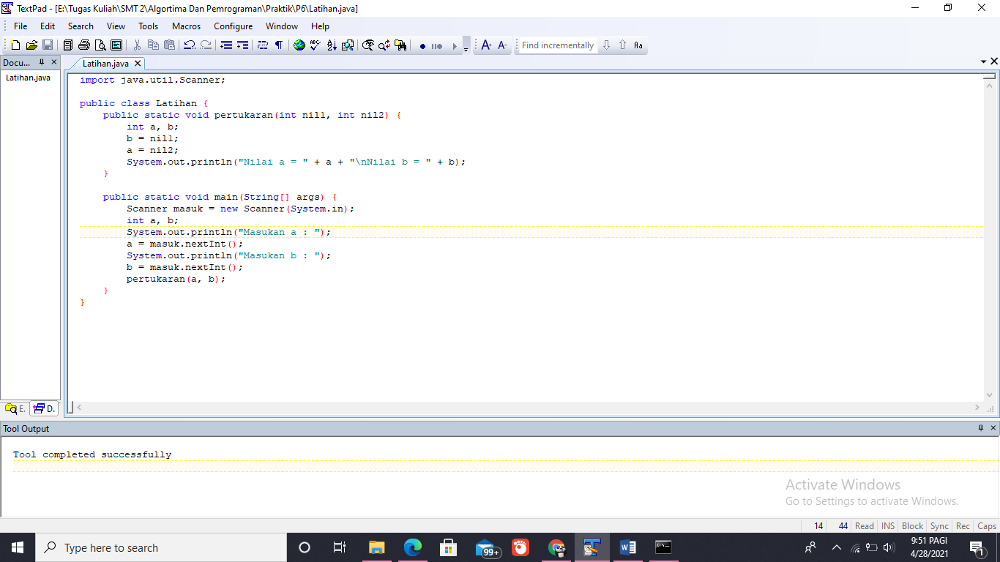 TextPad - [E:\Tugas Kuliah\SMT 2\Algortima Dan Pemrograman\Praktik\P6\Latihan.java]
File Edit Search View Tools Macros Configure Window Help
Find incrementally
Docu...
Latihan.java
Latihan.java
import java.util.Scanner;
public class Latihan {
public static void pertukaran(int nil1, int nil2) {
int a, b;
b = nil1;
a = nil2;
System.out.println("Nilai a = " + a + "\nNilai b = " + b);
}
public static void main(String[] args) {
Scanner masuk = new Scanner(System.in);
int a, b;
System.out.println("Masukan a : ");
a = masuk.nextInt();
System.out.println("Masukan b : ");
b = masuk.nextInt();
pertukaran(a, b);
}
}
E. D.
Tool Output
Tool completed successfully
Activate Windows
Go to Settings to activate Windows.
14 44 Read INS Block Sync Rec Caps
Type here to search
99+
9:51 PAGI
4/28/2021
1